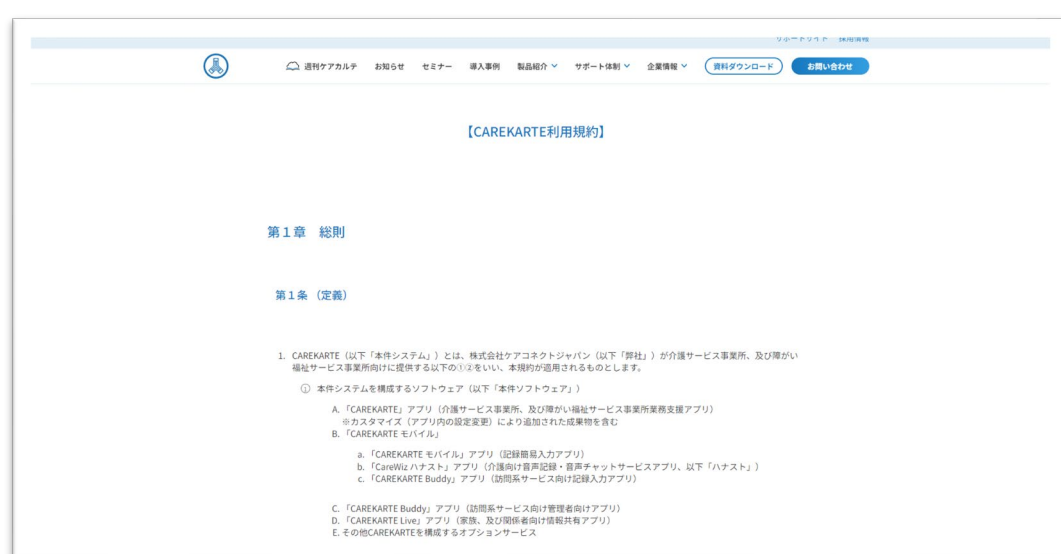 サポートサイト 採用情報
週刊ケアカルテ お知らせ セミナー 導入事例 製品紹介 サポート体制 企業情報 資料ダウンロード お問い合わせ
【CAREKARTE利用規約】
第１章 総則
第１条（定義）
1. CAREKARTE（以下「本件システム」）とは、株式会社ケアコネクトジャパン（以下「弊社」）が介護サービス事業所、及び障がい
福祉サービス事業所向けに提供する以下の①②をいい、本規約が適用されるものとします。
① 本件システムを構成するソフトウェア（以下「本件ソフトウェア」）
A. 「CAREKARTE」アプリ（介護サービス事業所、及び障がい福祉サービス事業所業務支援アプリ）
※カスタマイズ（アプリ内の設定変更）により追加された成果物を含む
B. 「CAREKARTE モバイル」
a. 「CAREKARTE モバイル」アプリ（記録簡易入力アプリ）
b. 「CareWiz ハナスト」アプリ（介護向け音声記録・音声チャットサービスアプリ、以下「ハナスト」）
c. 「CAREKARTE Buddy」アプリ（訪問系サービス向け記録入力アプリ）
C. 「CAREKARTE Buddy」アプリ（訪問系サービス向け管理者向けアプリ）
D. 「CAREKARTE Live」アプリ（家族、及び関係者向け情報共有アプリ）
E. その他CAREKARTEを構成するオプションサービス